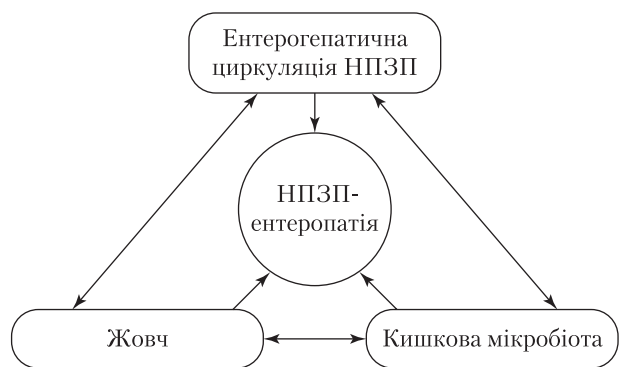 Ентерогепатична
циркуляція НПЗП
НПЗП-
ентеропатія
Жовч
Кишкова мікробіота